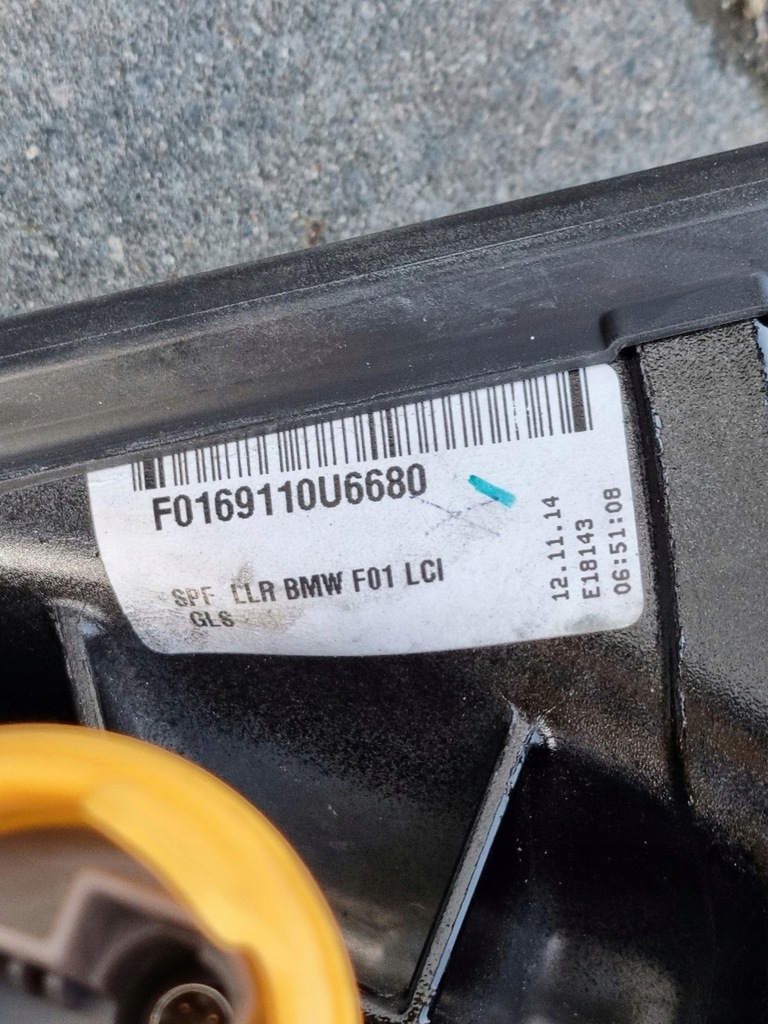 F0169110U6680
SPF LLR BMW F01 LCI
GLS
12.11.14
E18143
06:51:08